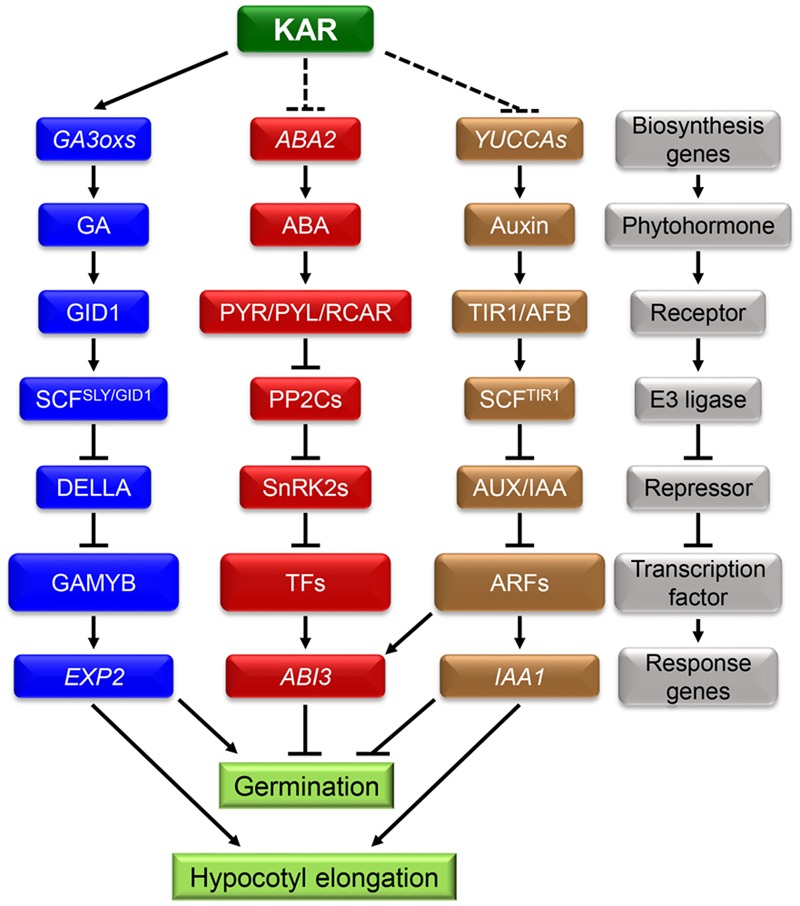 KAR
GA3oxs
ABA2
YUCCAs
Biosynthesis
genes
GA
ABA
Auxin
Phytohormone
GID1
PYR/PYL/RCAR
TIR1/AFB
Receptor
SCF^SLY/GID1
PP2Cs
SCF^TIR1
E3 ligase
DELLA
SnRK2s
AUX/IAA
Repressor
GAMYB
TFs
ARFs
Transcription
factor
EXP2
ABI3
IAA1
Response
genes
Germination
Hypocotyl elongation